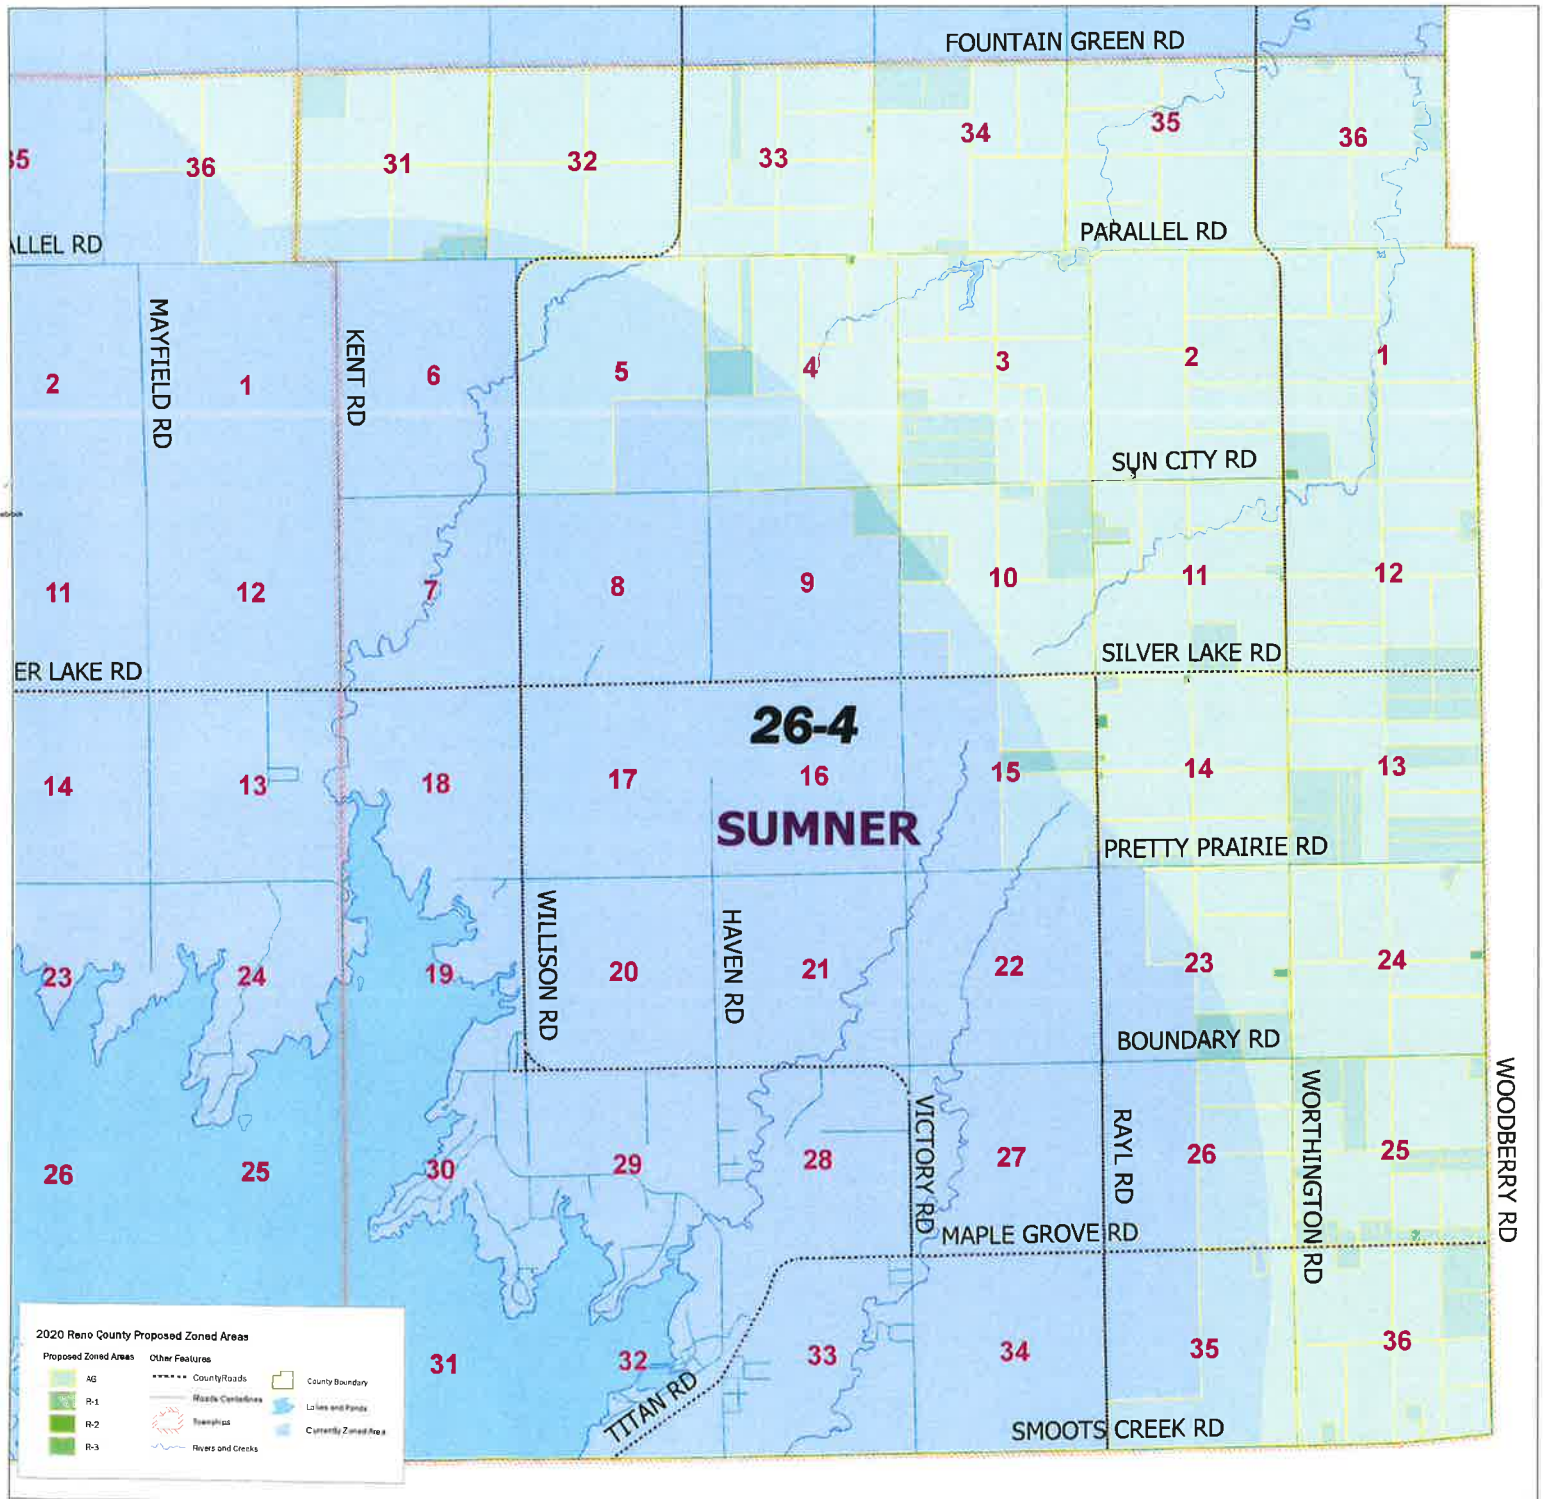 FOUNTAIN GREEN RD
35 36 31 32 33 34 35 36
ALLEL RD
PARALLEL RD
2
MAYFIELD RD
1
KENT RD
6 5 4 3 2 1
SUN CITY RD
11 12 7 8 9 10 11 12
ER LAKE RD
SILVER LAKE RD
26-4
14 13 18 17 16 15 14 13
SUMNER
PRETTY PRAIRIE RD
WILLISON RD
HAVEN RD
23 24 19 20 21 22 23 24
BOUNDARY RD
VICTORY RD
RAYL RD
WORTHINGTON RD
WOODBERRY RD
26 25 30 29 28 27 26 25
MAPLE GROVE RD
31 32 33 34 35 36
TITAN RD
SMOOTS CREEK RD
2020 Reno County Proposed Zoned Areas
Proposed Zoned Areas
AG
R-1
R-2
R-3
Other Features
County Roads
Roads Centerlines
Townships
Rivers and Creeks
County Boundary
Lakes and Ponds
Currently Zoned Area